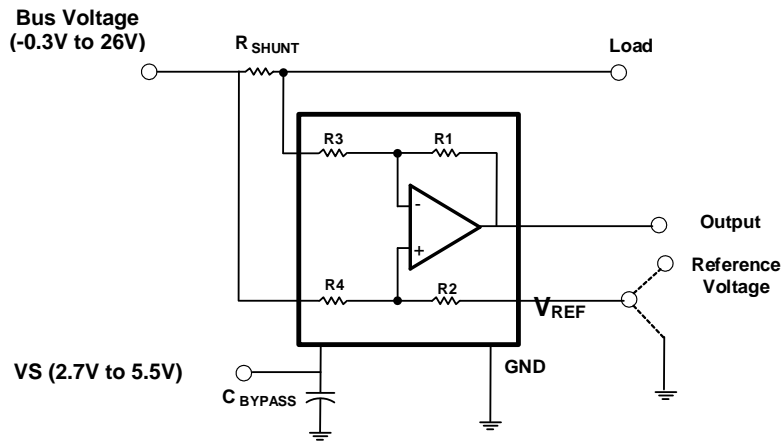 Bus Voltage
(-0.3V to 26V)
R SHUNT
Load
R3
R1
-
+
Output
Reference
Voltage
R4
R2
VREF
GND
VS (2.7V to 5.5V)
C BYPASS